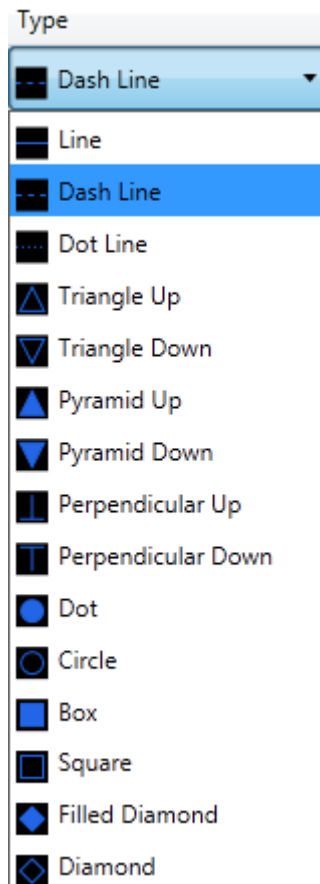 Type
Dash Line
Line
Dash Line
Dot Line
Triangle Up
Triangle Down
Pyramid Up
Pyramid Down
Perpendicular Up
Perpendicular Down
Dot
Circle
Box
Square
Filled Diamond
Diamond